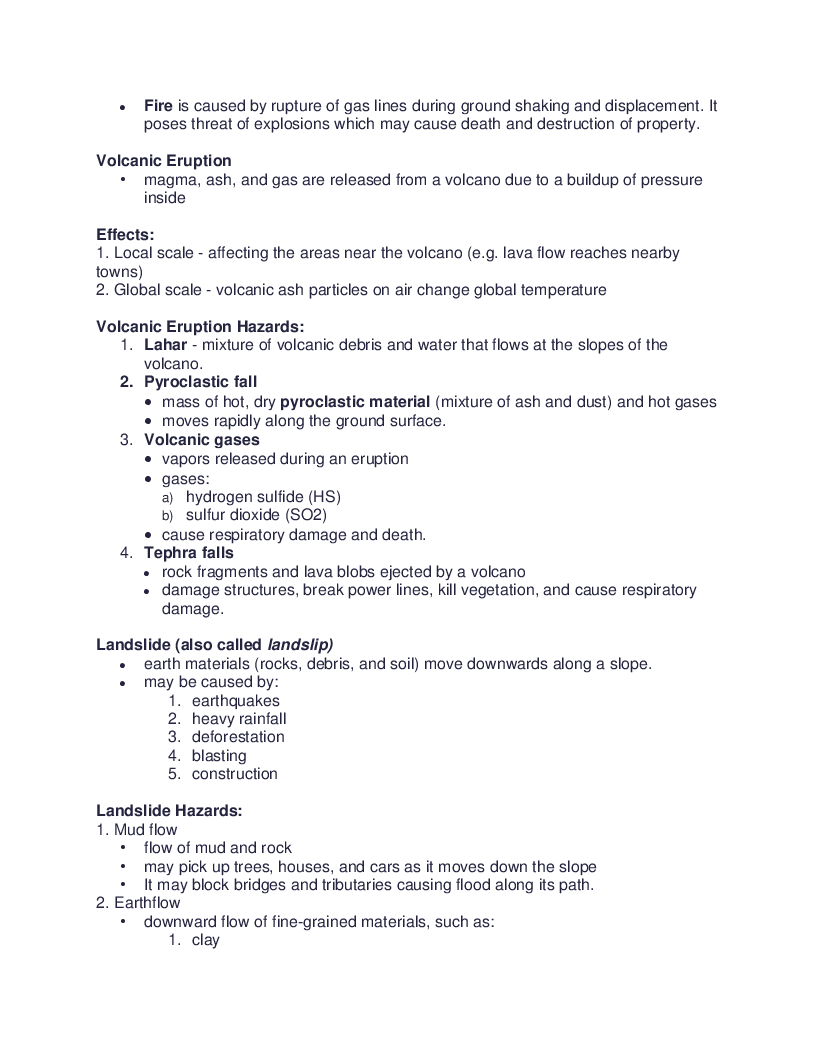 • Fire is caused by rupture of gas lines during ground shaking and displacement. It
poses threat of explosions which may cause death and destruction of property.
Volcanic Eruption
• magma, ash, and gas are released from a volcano due to a buildup of pressure
inside
Effects:
1. Local scale - affecting the areas near the volcano (e.g. lava flow reaches nearby
towns)
2. Global scale - volcanic ash particles on air change global temperature
Volcanic Eruption Hazards:
1. Lahar - mixture of volcanic debris and water that flows at the slopes of the
volcano.
2. Pyroclastic fall
• mass of hot, dry pyroclastic material (mixture of ash and dust) and hot gases
• moves rapidly along the ground surface.
3. Volcanic gases
• vapors released during an eruption
• gases:
a) hydrogen sulfide (HS)
b) sulfur dioxide (SO2)
• cause respiratory damage and death.
4. Tephra falls
• rock fragments and lava blobs ejected by a volcano
• damage structures, break power lines, kill vegetation, and cause respiratory
damage.
Landslide (also called landslip)
• earth materials (rocks, debris, and soil) move downwards along a slope.
• may be caused by:
1. earthquakes
2. heavy rainfall
3. deforestation
4. blasting
5. construction
Landslide Hazards:
1. Mud flow
• flow of mud and rock
• may pick up trees, houses, and cars as it moves down the slope
• It may block bridges and tributaries causing flood along its path.
2. Earthflow
• downward flow of fine-grained materials, such as:
1. clay